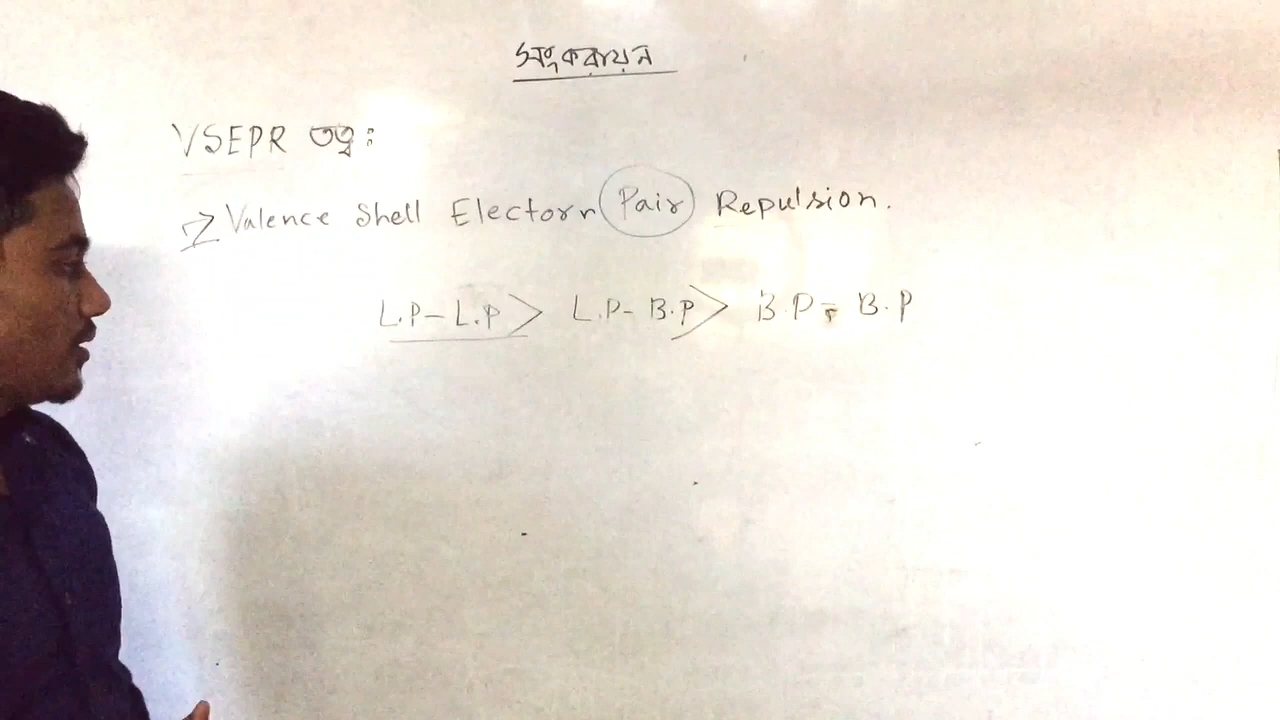 সংকরায়ন
VSEPR তত্ত্ব :
⇒ Valence Shell Electorn Pair Repulsion.
L.P - L.P > L.P - B.P > B.P - B.P